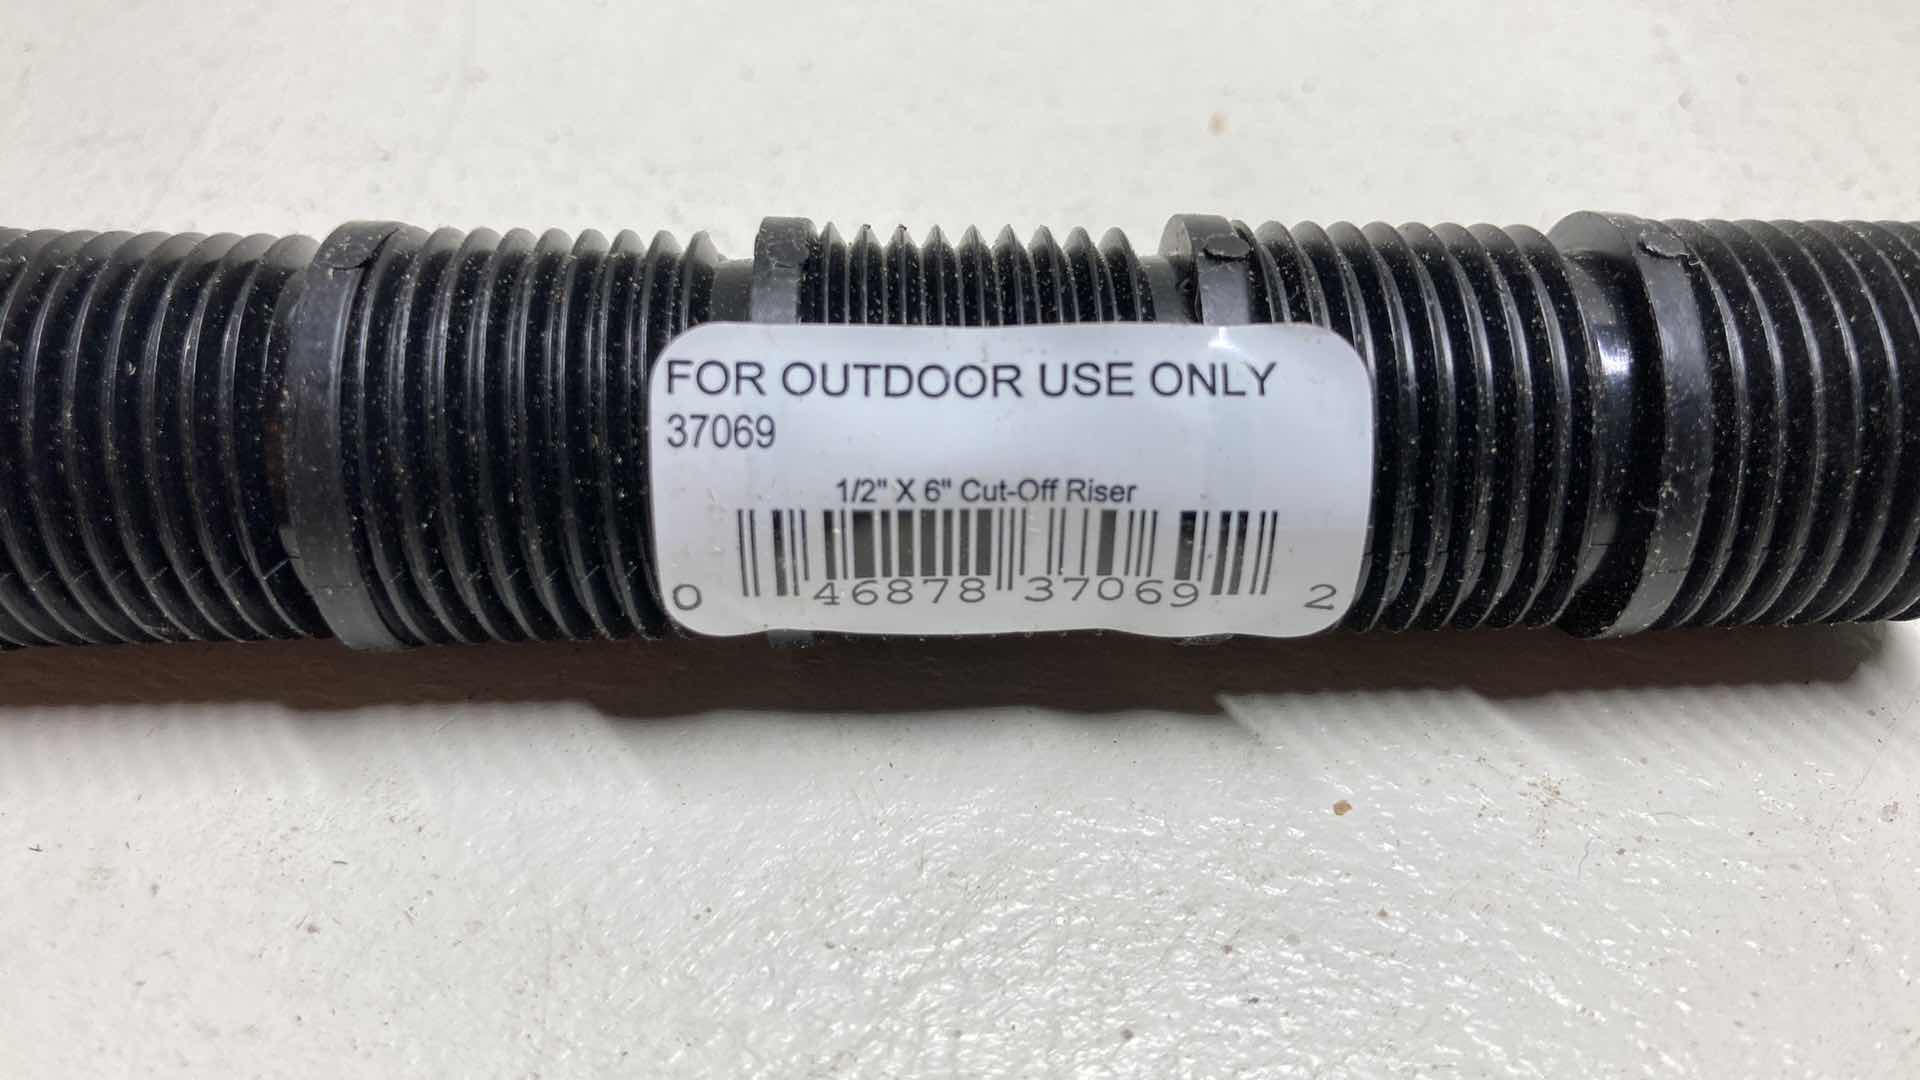 FOR OUTDOOR USE ONLY
37069
1/2" X 6" Cut-Off Riser
0 46878 37069 2